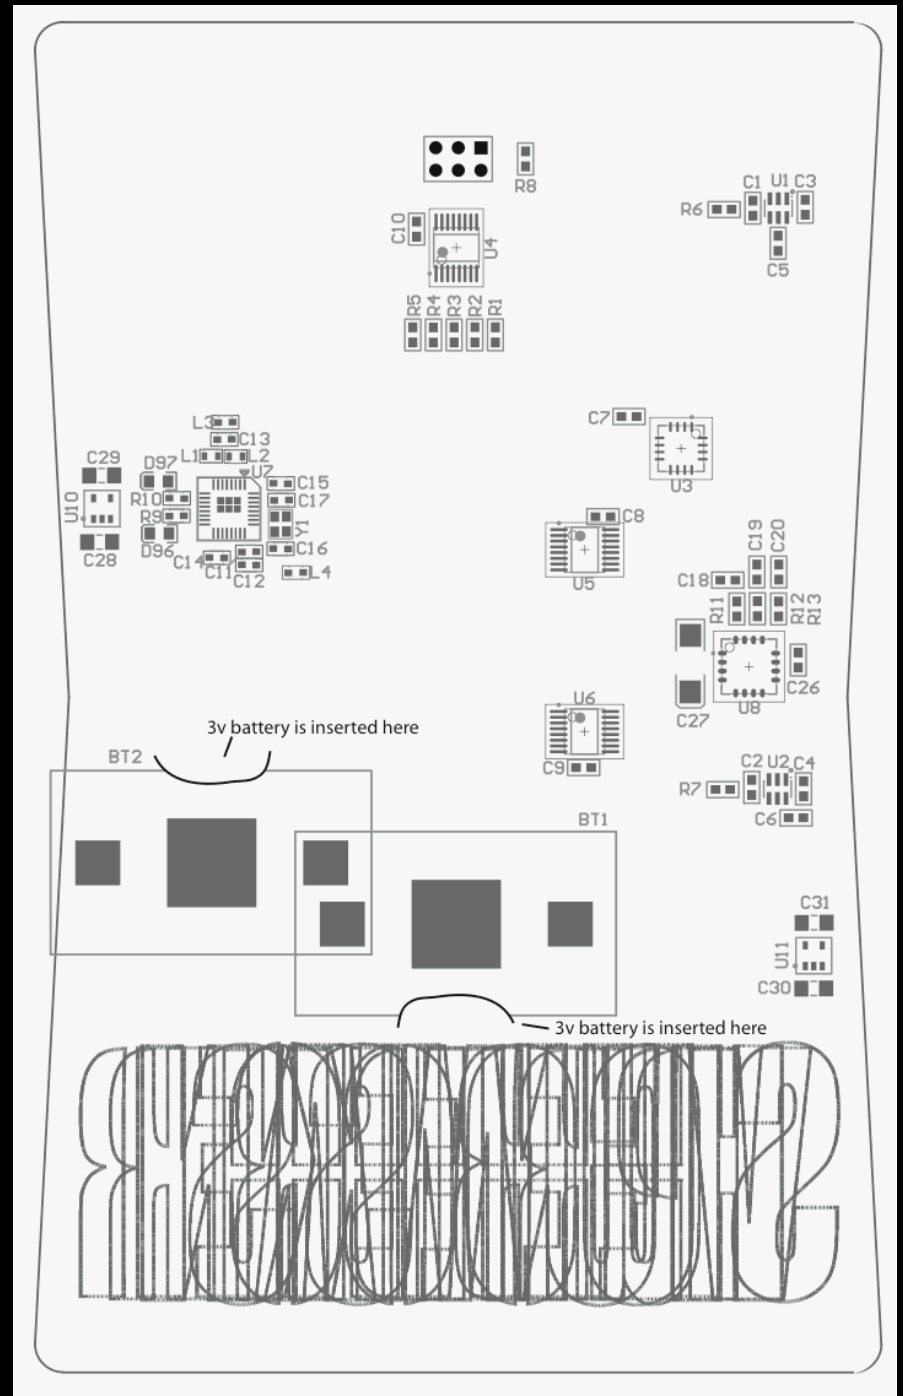 R8
C1
U1
C3
R6
C10
U4
C5
R5
R4
R3
R2
R1
L3
C7
C13
L1
L2
U7
C29
D97
U3
C15
R10
C17
U10
R9
C8
Y1
D96
C16
C19
C20
C28
C14
C11
C12
L4
U5
C18
R11
R12
R13
C26
U6
U8
C27
3v battery is inserted here
BT2
C9
C2
U2
C4
R7
BT1
C6
C31
U11
C30
3v battery is inserted here